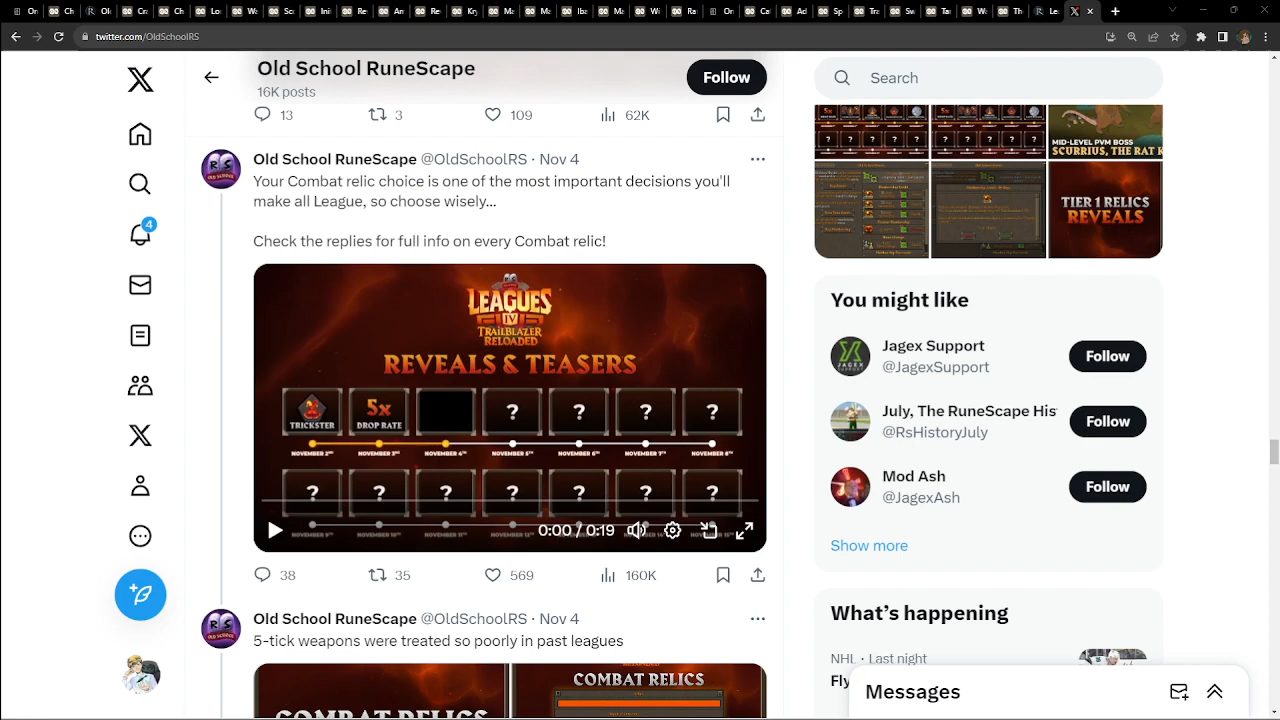 twitter.com/OldSchoolRS
Old School RuneScape
16K posts
Follow
Search
13 3 109 62K
Old School RuneScape @OldSchoolRS · Nov 4
Your combat relic choice is one of the most important decisions you'll
make all League, so choose wisely...
Check the replies for full info on every Combat relic!
LEAGUES
IV
TRAILBLAZER
RELOADED
REVEALS & TEASERS
TRICKSTER
5x
DROP RATE
? ? ? ? ?
NOVEMBER 2ND NOVEMBER 3RD NOVEMBER 4TH NOVEMBER 5TH NOVEMBER 6TH NOVEMBER 7TH NOVEMBER 8TH
? ? ? ? ? ? ?
0:00 / 0:19
38 35 569 160K
Old School RuneScape @OldSchoolRS · Nov 4
5-tick weapons were treated so poorly in past leagues
COMBAT RELICS
COMBAT RELICS
4
MID-LEVEL PVM BOSS
SCURRIUS, THE RAT K
TIER 1 RELICS
REVEALS
You might like
Jagex Support
@JagexSupport
Follow
July, The RuneScape His
@RsHistoryJuly
Follow
Mod Ash
@JagexAsh
Follow
Show more
What's happening
NHL · Last night
Fly
Messages